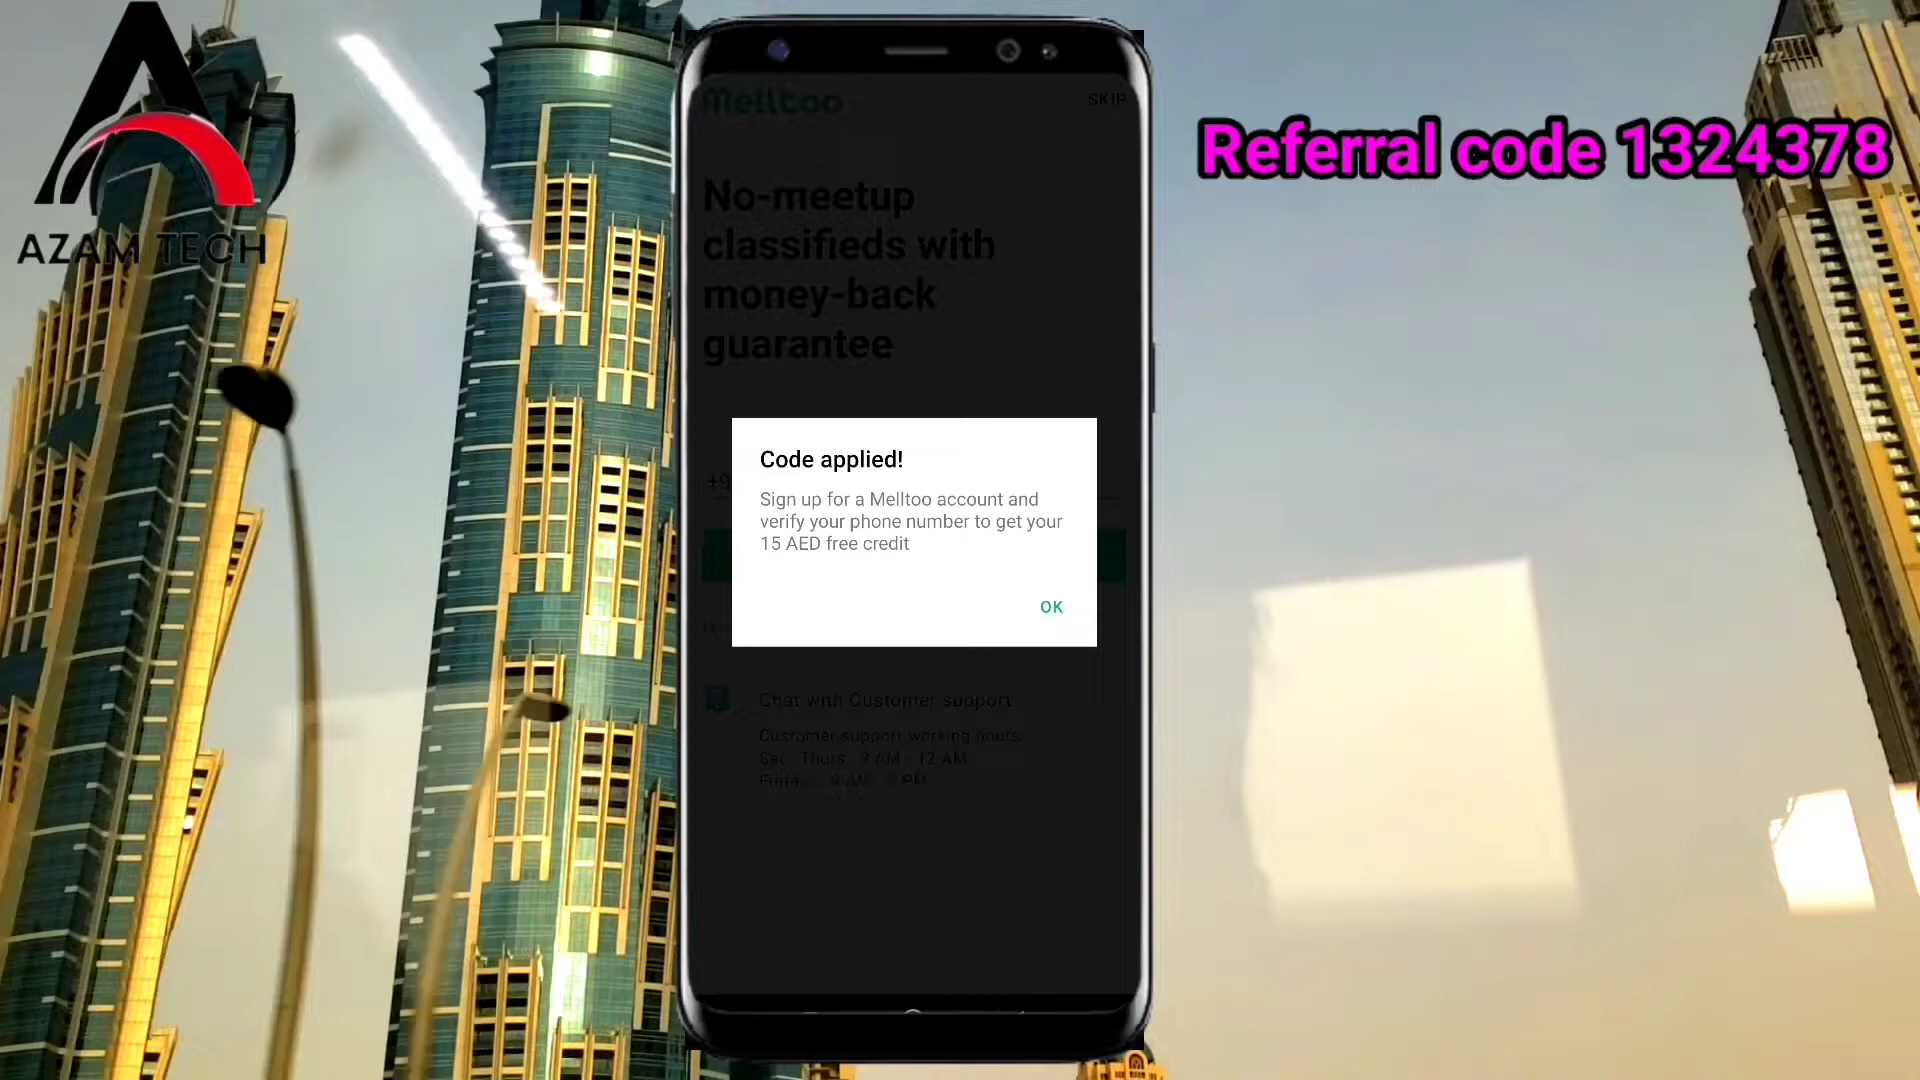 AZAM TECH
Melltoo
SKIP
Referral code 1324378
No-meetup
classifieds with
money-back
guarantee
Code applied!
Sign up for a Melltoo account and
verify your phone number to get your
15 AED free credit
OK
Chat with Customer support
Customer support working hours
Sat - Thurs : 9 AM - 12 AM